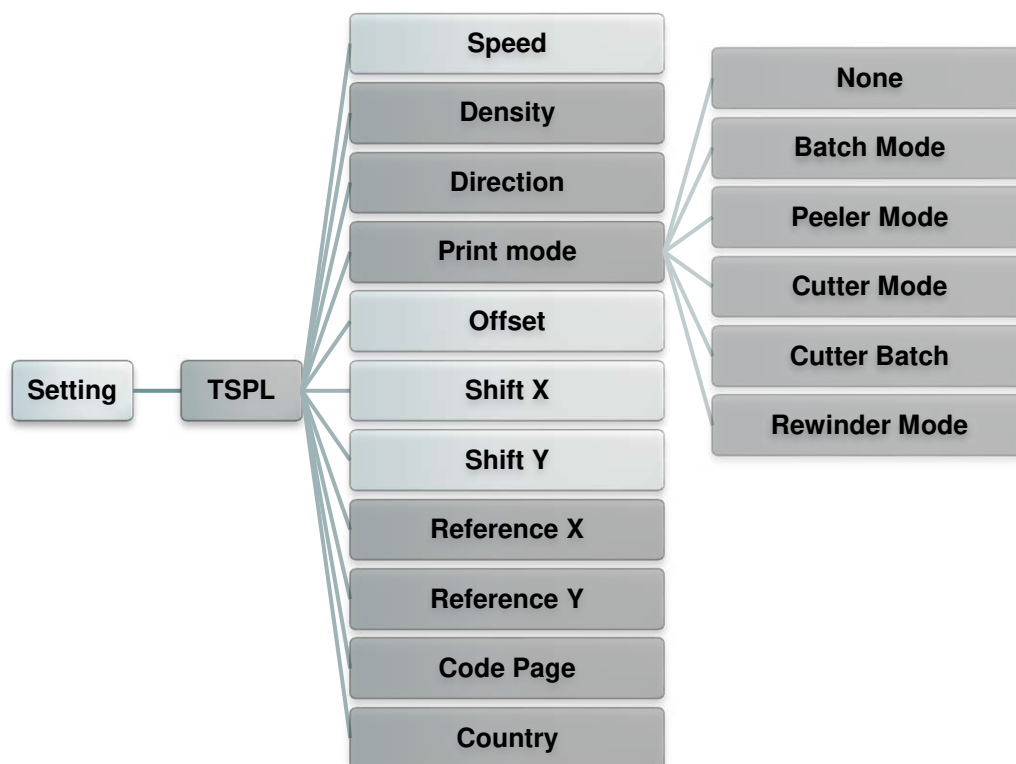 Setting
TSPL
Speed
Density
Direction
Print mode
Offset
Shift X
Shift Y
Reference X
Reference Y
Code Page
Country
None
Batch Mode
Peeler Mode
Cutter Mode
Cutter Batch
Rewinder Mode